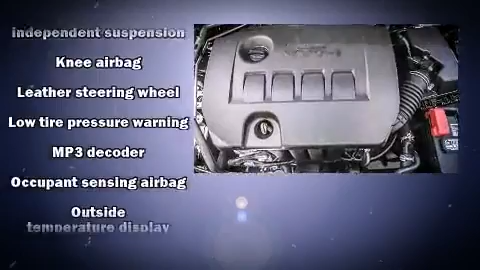 independent suspension
Knee airbag
Leather steering wheel
Low tire pressure warning
MP3 decoder
Occupant sensing airbag
Outside
temperature display